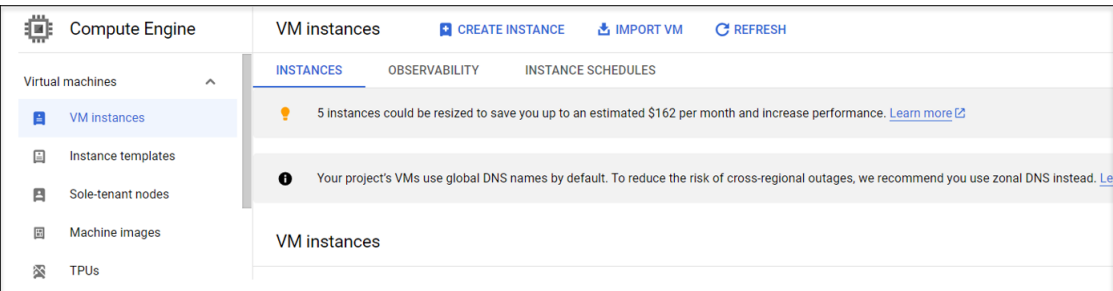 Compute Engine
VM instances
CREATE INSTANCE
IMPORT VM
REFRESH
Virtual machines
INSTANCES
OBSERVABILITY
INSTANCE SCHEDULES
VM instances
5 instances could be resized to save you up to an estimated $162 per month and increase performance. Learn more
Instance templates
Sole-tenant nodes
Your project's VMs use global DNS names by default. To reduce the risk of cross-regional outages, we recommend you use zonal DNS instead. Le
Machine images
VM instances
TPUs